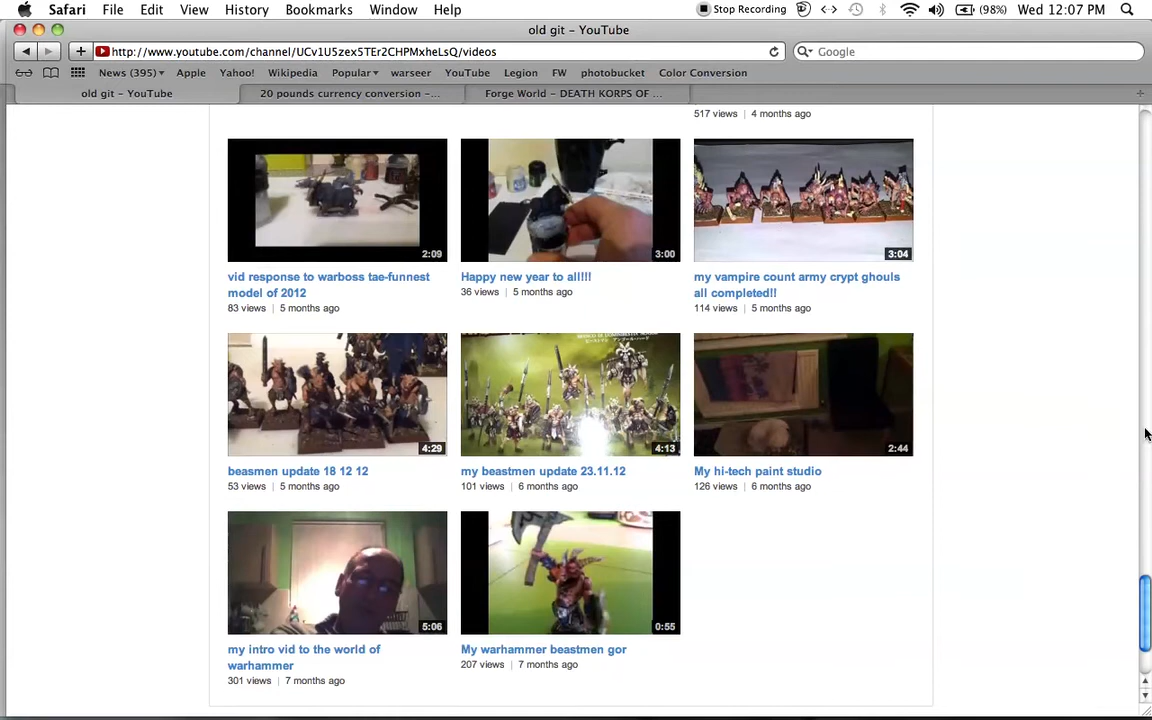 Safari File Edit View History Bookmarks Window Help Stop Recording (98%) Wed 12:07 PM
old git – YouTube
http://www.youtube.com/channel/UCv1U5zex5TEr2CHPMxheLsQ/videos Google
News (395) Apple Yahoo! Wikipedia Popular warseer YouTube Legion FW photobucket Color Conversion
old git – YouTube 20 pounds currency conversion –... Forge World – DEATH KORPS OF ...
517 views | 4 months ago
2:09 3:00 3:04
vid response to warboss tae-funnest Happy new year to all!!! my vampire count army crypt ghouls
model of 2012 36 views | 5 months ago all completed!!
83 views | 5 months ago 114 views | 5 months ago
4:29 4:13 2:44
beasmen update 18 12 12 my beastmen update 23.11.12 My hi-tech paint studio
53 views | 5 months ago 101 views | 6 months ago 126 views | 6 months ago
5:06 0:55
my intro vid to the world of My warhammer beastmen gor
warhammer 207 views | 7 months ago
301 views | 7 months ago